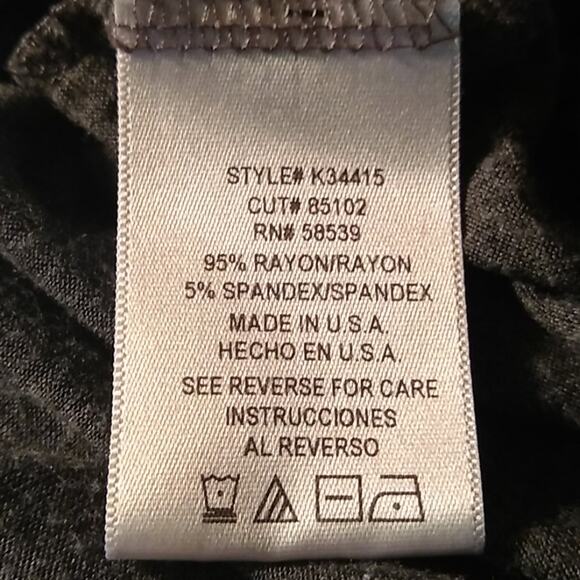 STYLE# K34415
CUT# 85102
RN# 58539
95% RAYON/RAYON
5% SPANDEX/SPANDEX
MADE IN U.S.A.
HECHO EN U.S.A.
SEE REVERSE FOR CARE
INSTRUCCIONES
AL REVERSO